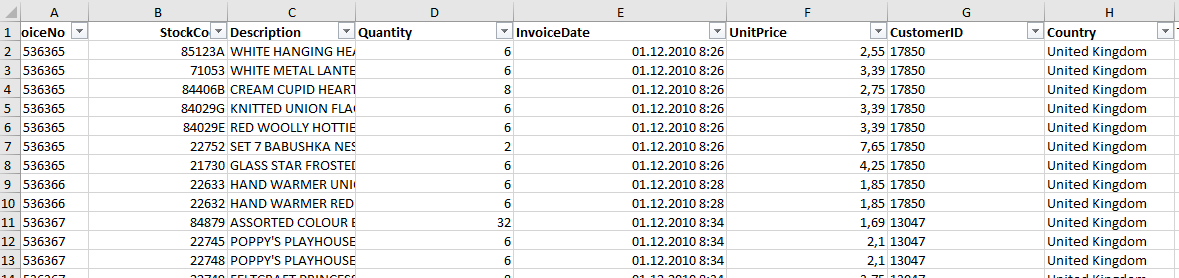 A B C D E F G H
1 oiceNo StockCo Description Quantity InvoiceDate UnitPrice CustomerID Country
2 536365 85123A WHITE HANGING HEA 6 01.12.2010 8:26 2,55 17850 United Kingdom
3 536365 71053 WHITE METAL LANTE 6 01.12.2010 8:26 3,39 17850 United Kingdom
4 536365 84406B CREAM CUPID HEART 8 01.12.2010 8:26 2,75 17850 United Kingdom
5 536365 84029G KNITTED UNION FLA 6 01.12.2010 8:26 3,39 17850 United Kingdom
6 536365 84029E RED WOOLLY HOTTIE 6 01.12.2010 8:26 3,39 17850 United Kingdom
7 536365 22752 SET 7 BABUSHKA NES 2 01.12.2010 8:26 7,65 17850 United Kingdom
8 536365 21730 GLASS STAR FROSTED 6 01.12.2010 8:26 4,25 17850 United Kingdom
9 536366 22633 HAND WARMER UNI 6 01.12.2010 8:28 1,85 17850 United Kingdom
10 536366 22632 HAND WARMER RED 6 01.12.2010 8:28 1,85 17850 United Kingdom
11 536367 84879 ASSORTED COLOUR B 32 01.12.2010 8:34 1,69 13047 United Kingdom
12 536367 22745 POPPY'S PLAYHOUSE 6 01.12.2010 8:34 2,1 13047 United Kingdom
13 536367 22748 POPPY'S PLAYHOUSE 6 01.12.2010 8:34 2,1 13047 United Kingdom